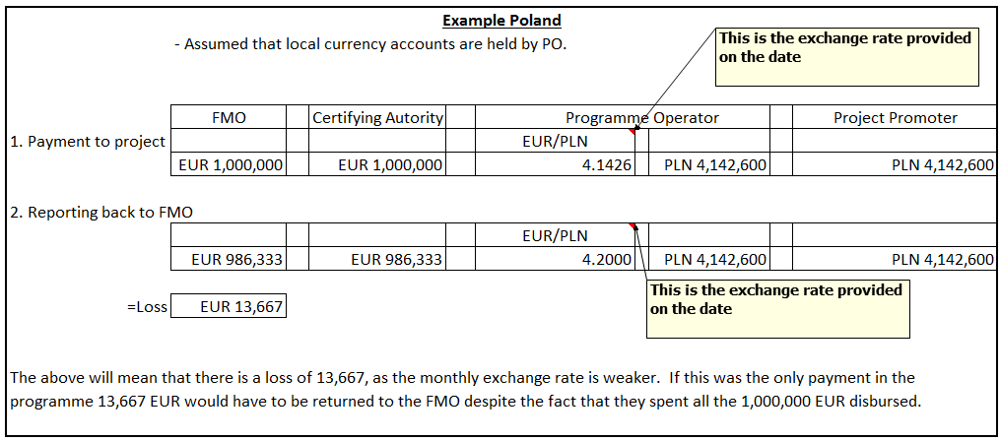 Example Poland
- Assumed that local currency accounts are held by PO.
This is the exchange rate provided
on the date
FMO Certifying Autority Programme Operator Project Promoter
1. Payment to project EUR/PLN
EUR 1,000,000 EUR 1,000,000 4.1426 PLN 4,142,600 PLN 4,142,600
2. Reporting back to FMO
EUR/PLN
EUR 986,333 EUR 986,333 4.2000 PLN 4,142,600 PLN 4,142,600
This is the exchange rate provided
on the date
=Loss EUR 13,667
The above will mean that there is a loss of 13,667, as the monthly exchange rate is weaker.  If this was the only payment in the
programme 13,667 EUR would have to be returned to the FMO despite the fact that they spent all the 1,000,000 EUR disbursed.